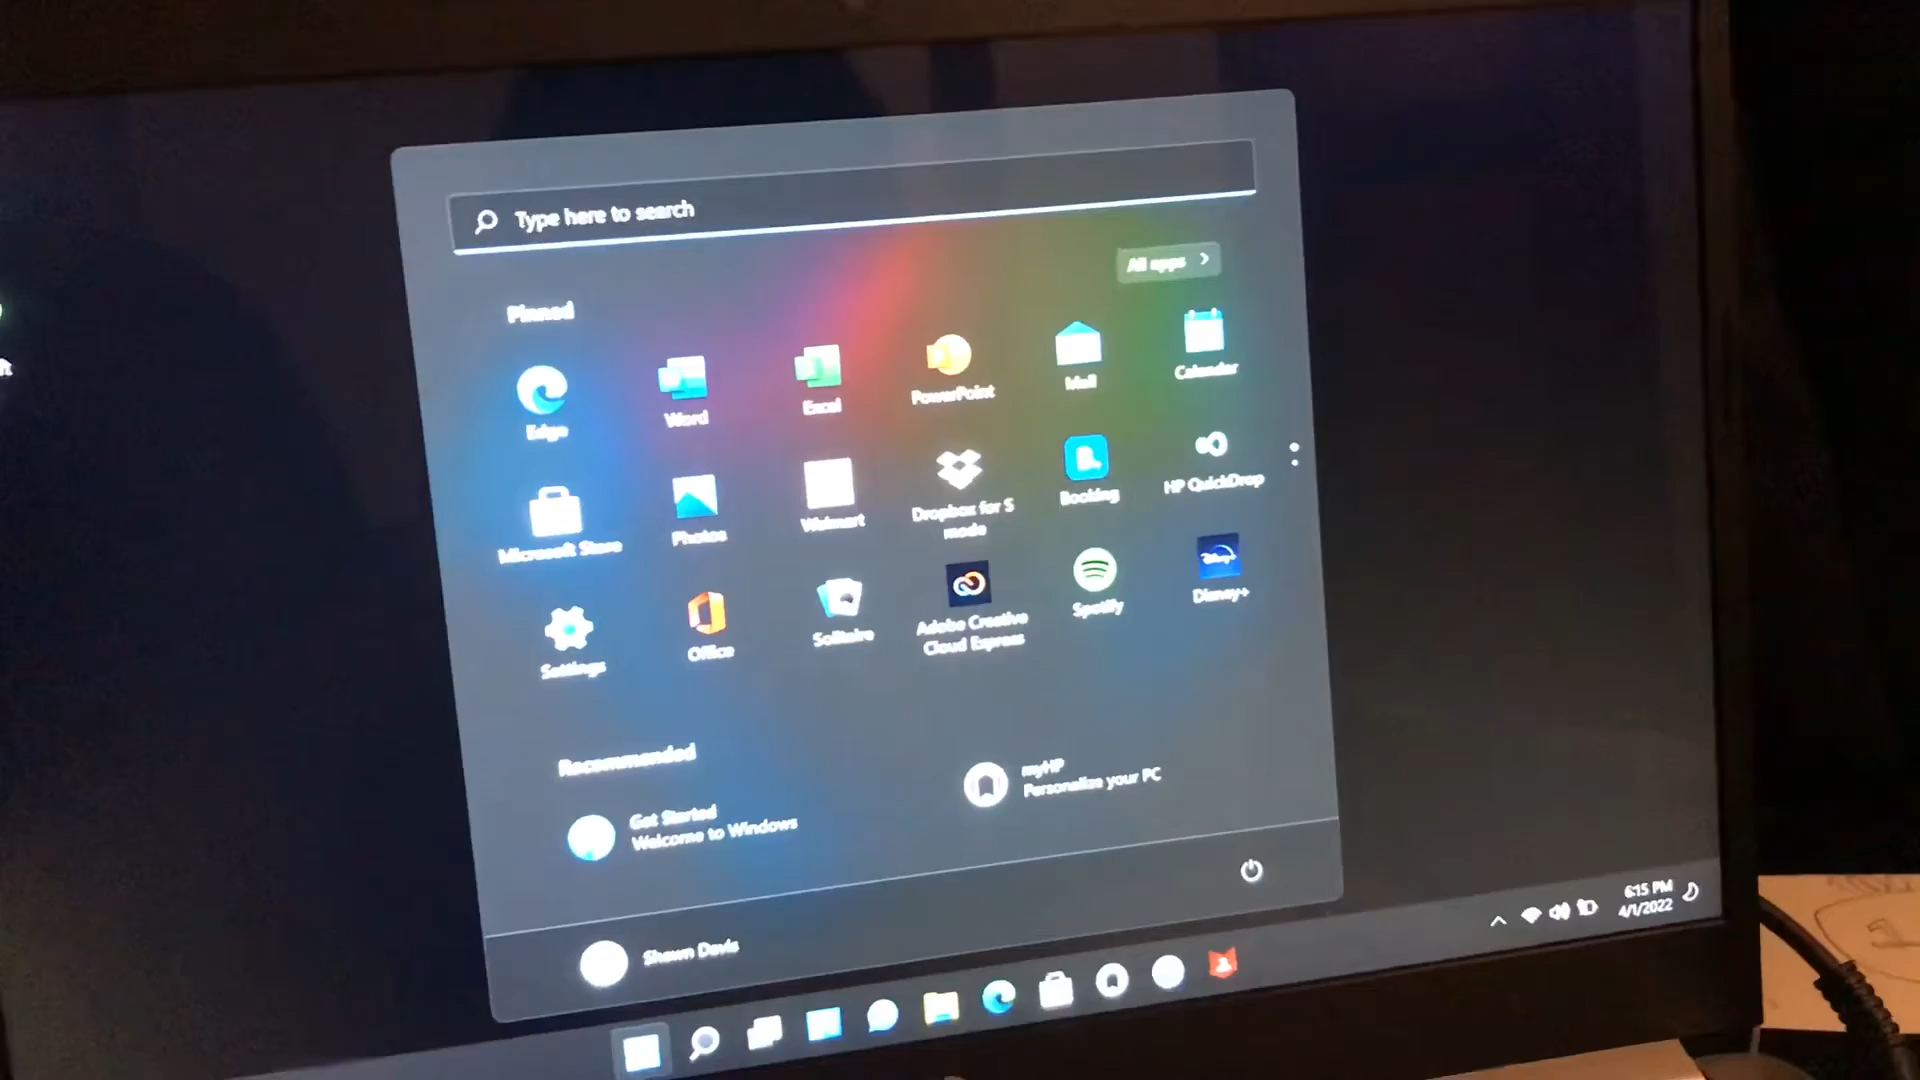 Type here to search
All apps
Pinned
Edge
Word
Excel
PowerPoint
Mail
Calendar
Microsoft Store
Photos
Walmart
Dropbox for S
mode
B.
Booking
HP QuickDrop
Settings
Office
Solitaire
Adobe Creative
Cloud Express
Spotify
Disney+
Disney+
Recommended
Get Started
Welcome to Windows
myHP
Personalize your PC
Shawn Davis
6:15 PM
4/1/2022